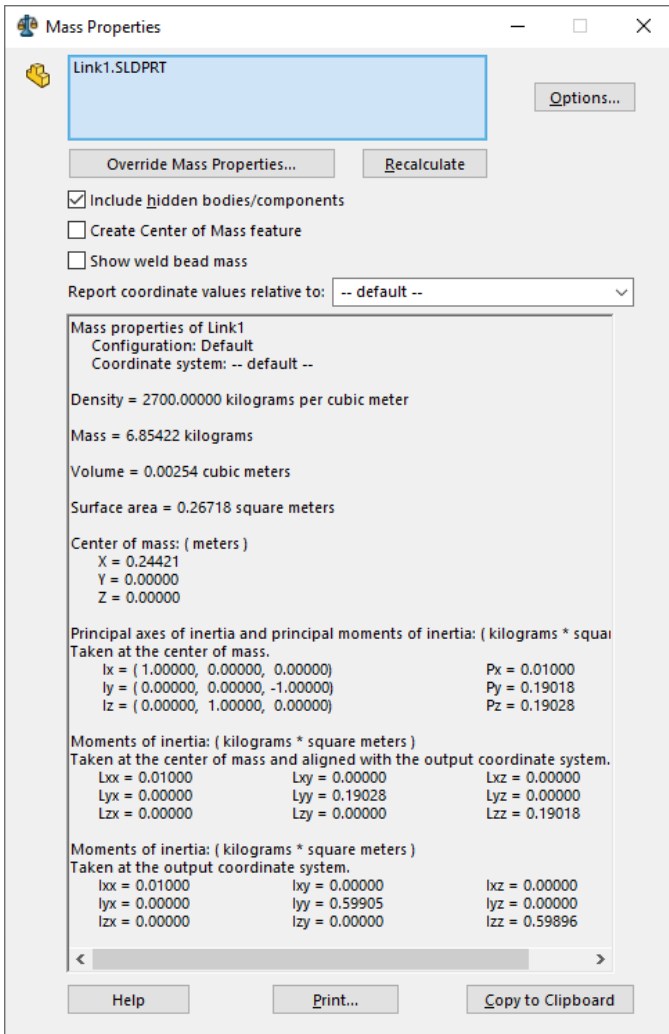 Mass Properties
Link1.SLDPRT
Options...
Override Mass Properties... Recalculate
Include hidden bodies/components
Create Center of Mass feature
Show weld bead mass
Report coordinate values relative to: -- default --
Mass properties of Link1
Configuration: Default
Coordinate system: -- default --
Density = 2700.00000 kilograms per cubic meter
Mass = 6.85422 kilograms
Volume = 0.00254 cubic meters
Surface area = 0.26718 square meters
Center of mass: ( meters )
X = 0.24421
Y = 0.00000
Z = 0.00000
Principal axes of inertia and principal moments of inertia: ( kilograms * squar
Taken at the center of mass.
Ix = ( 1.00000, 0.00000, 0.00000) Px = 0.01000
Iy = ( 0.00000, 0.00000, -1.00000) Py = 0.19018
Iz = ( 0.00000, 1.00000, 0.00000) Pz = 0.19028
Moments of inertia: ( kilograms * square meters )
Taken at the center of mass and aligned with the output coordinate system.
Lxx = 0.01000 Lxy = 0.00000 Lxz = 0.00000
Lyx = 0.00000 Lyy = 0.19028 Lyz = 0.00000
Lzx = 0.00000 Lzy = 0.00000 Lzz = 0.19018
Moments of inertia: ( kilograms * square meters )
Taken at the output coordinate system.
Ixx = 0.01000 Ixy = 0.00000 Ixz = 0.00000
Iyx = 0.00000 Iyy = 0.59905 Iyz = 0.00000
Izx = 0.00000 Izy = 0.00000 Izz = 0.59896
Help Print... Copy to Clipboard